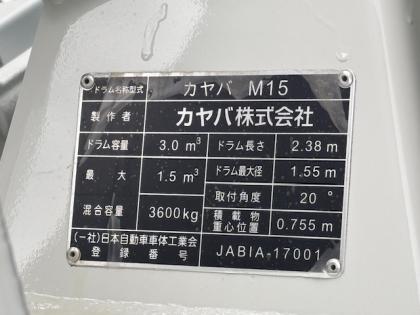 ドラム名称型式 カヤバ M15
製作者 カヤバ株式会社
ドラム容量 3.0 m³ ドラム長さ 2.38 m
最大 1.5 m³ ドラム最大径 1.55 m
混合容量 3600kg 取付角度 20°
積載物
重心位置 0.755 m
(一社)日本自動車車体工業会
登録番号 JABIA-17001